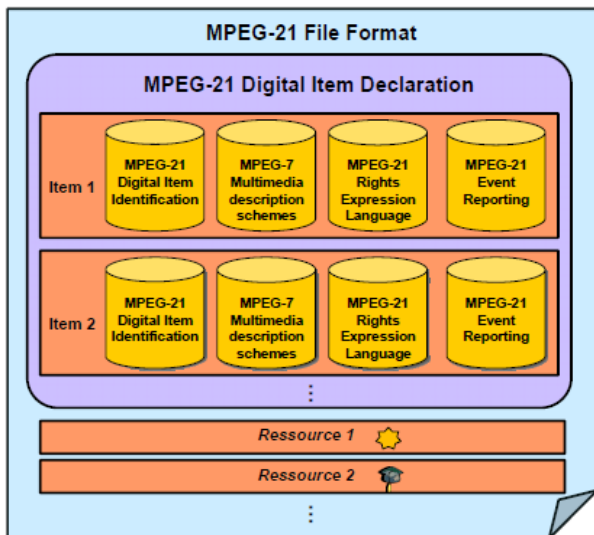 MPEG-21 File Format
MPEG-21 Digital Item Declaration
Item 1
MPEG-21
Digital Item
Identification
MPEG-7
Multimedia
description
schemes
MPEG-21
Rights
Expression
Language
MPEG-21
Event
Reporting
Item 2
MPEG-21
Digital Item
Identification
MPEG-7
Multimedia
description
schemes
MPEG-21
Rights
Expression
Language
MPEG-21
Event
Reporting
⋮
Ressource 1
Ressource 2
⋮